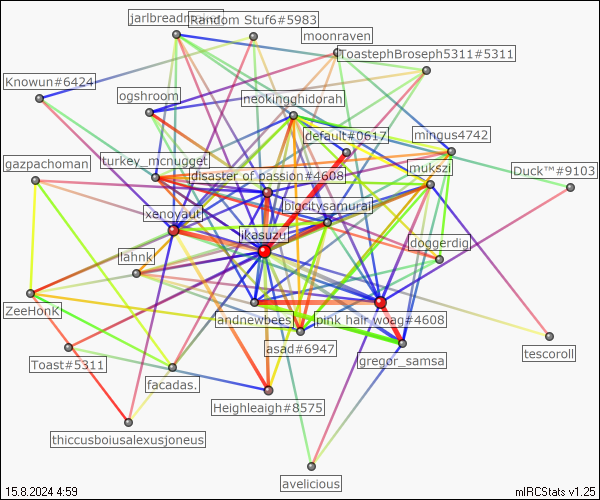 Random Stuf6#5983
moonraven
ToastephBroseph5311#5311
Knowun#6424
ogshroom
neokingghidorah
default#0617
mingus4742
gazpachoman
turkey_mcnugget
disaster of passion#4608
mukszi
Duck™#9103
xenoyaut
bigcitysamurai
ikasuzu
doggerdig
lahnk
ZeeHonk
andnewbees
pink hair woag#4608
asad#6947
gregor_samsa
tescoroll
Toast#5311
facadas.
Heighleaigh#8575
thiccusboiusalexusjoneus
avelicious
15.8.2024 4:59
mIRCStats v1.25